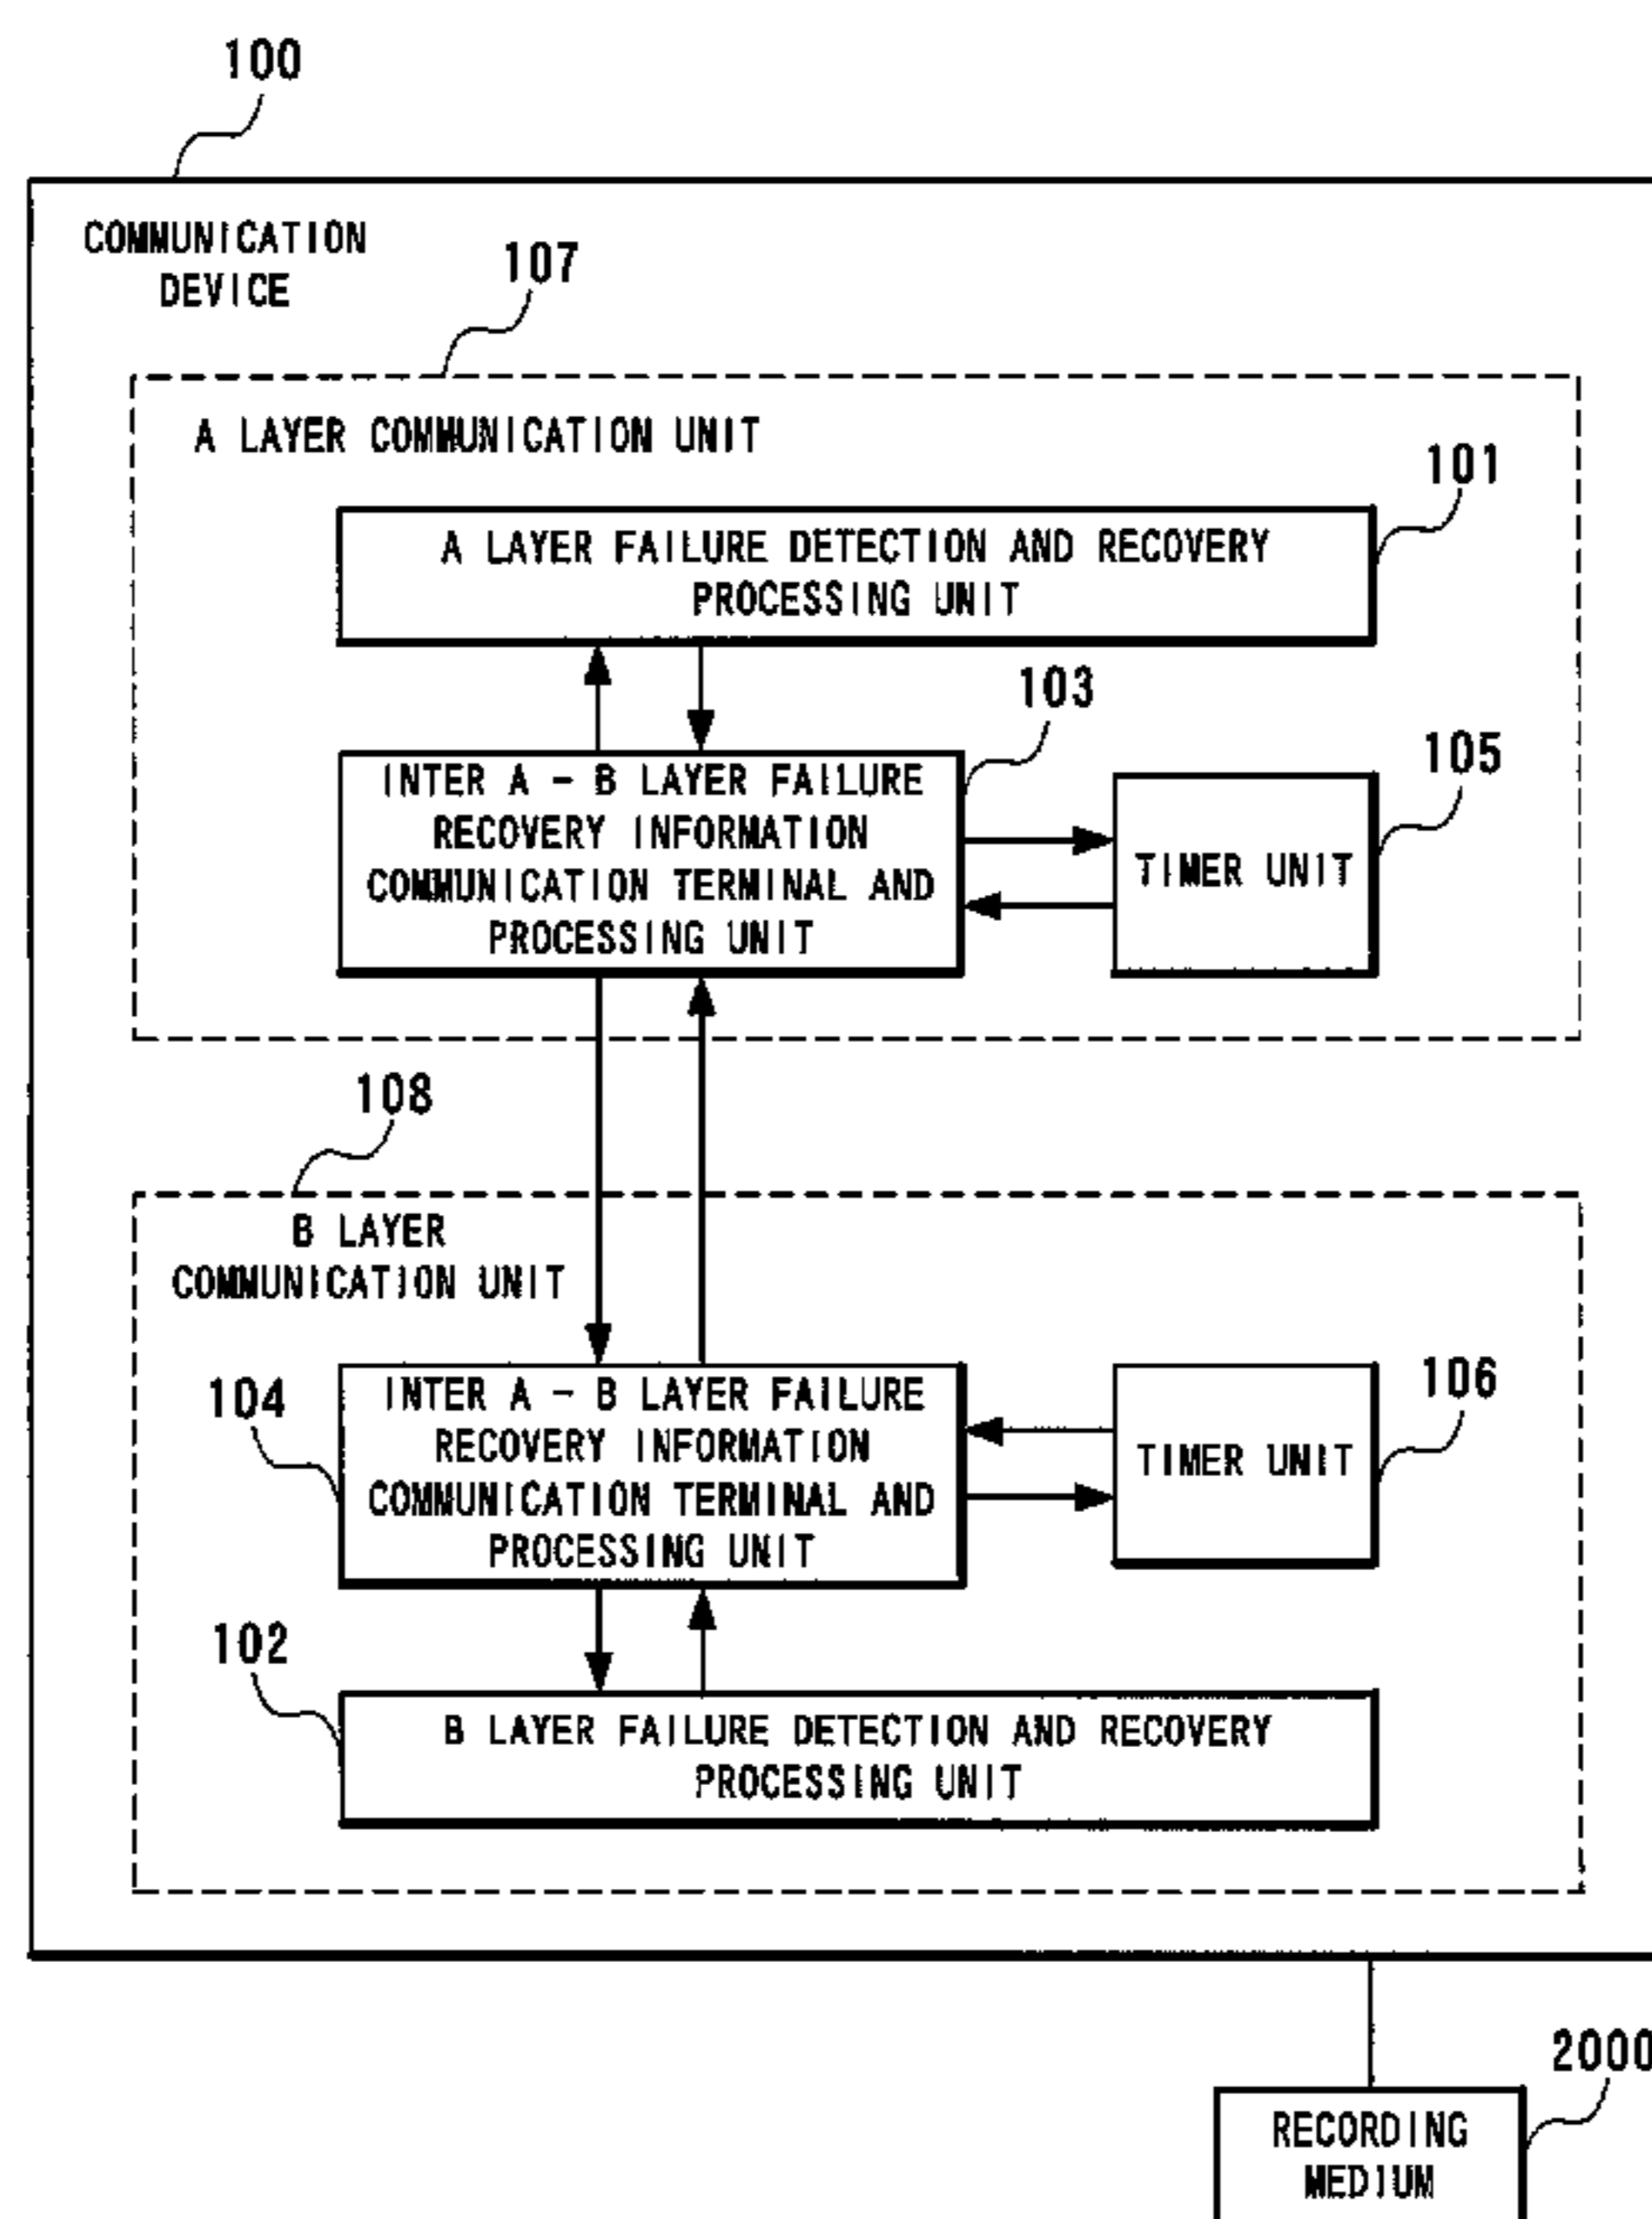 100
COMMUNICATION
DEVICE
107
A LAYER COMMUNICATION UNIT
101
A LAYER FAILURE DETECTION AND RECOVERY
PROCESSING UNIT
103
INTER A - B LAYER FAILURE
RECOVERY INFORMATION
COMMUNICATION TERMINAL AND
PROCESSING UNIT
105
TIMER UNIT
108
B LAYER
COMMUNICATION UNIT
104
INTER A - B LAYER FAILURE
RECOVERY INFORMATION
COMMUNICATION TERMINAL AND
PROCESSING UNIT
106
TIMER UNIT
102
B LAYER FAILURE DETECTION AND RECOVERY
PROCESSING UNIT
2000
RECORDING
MEDIUM